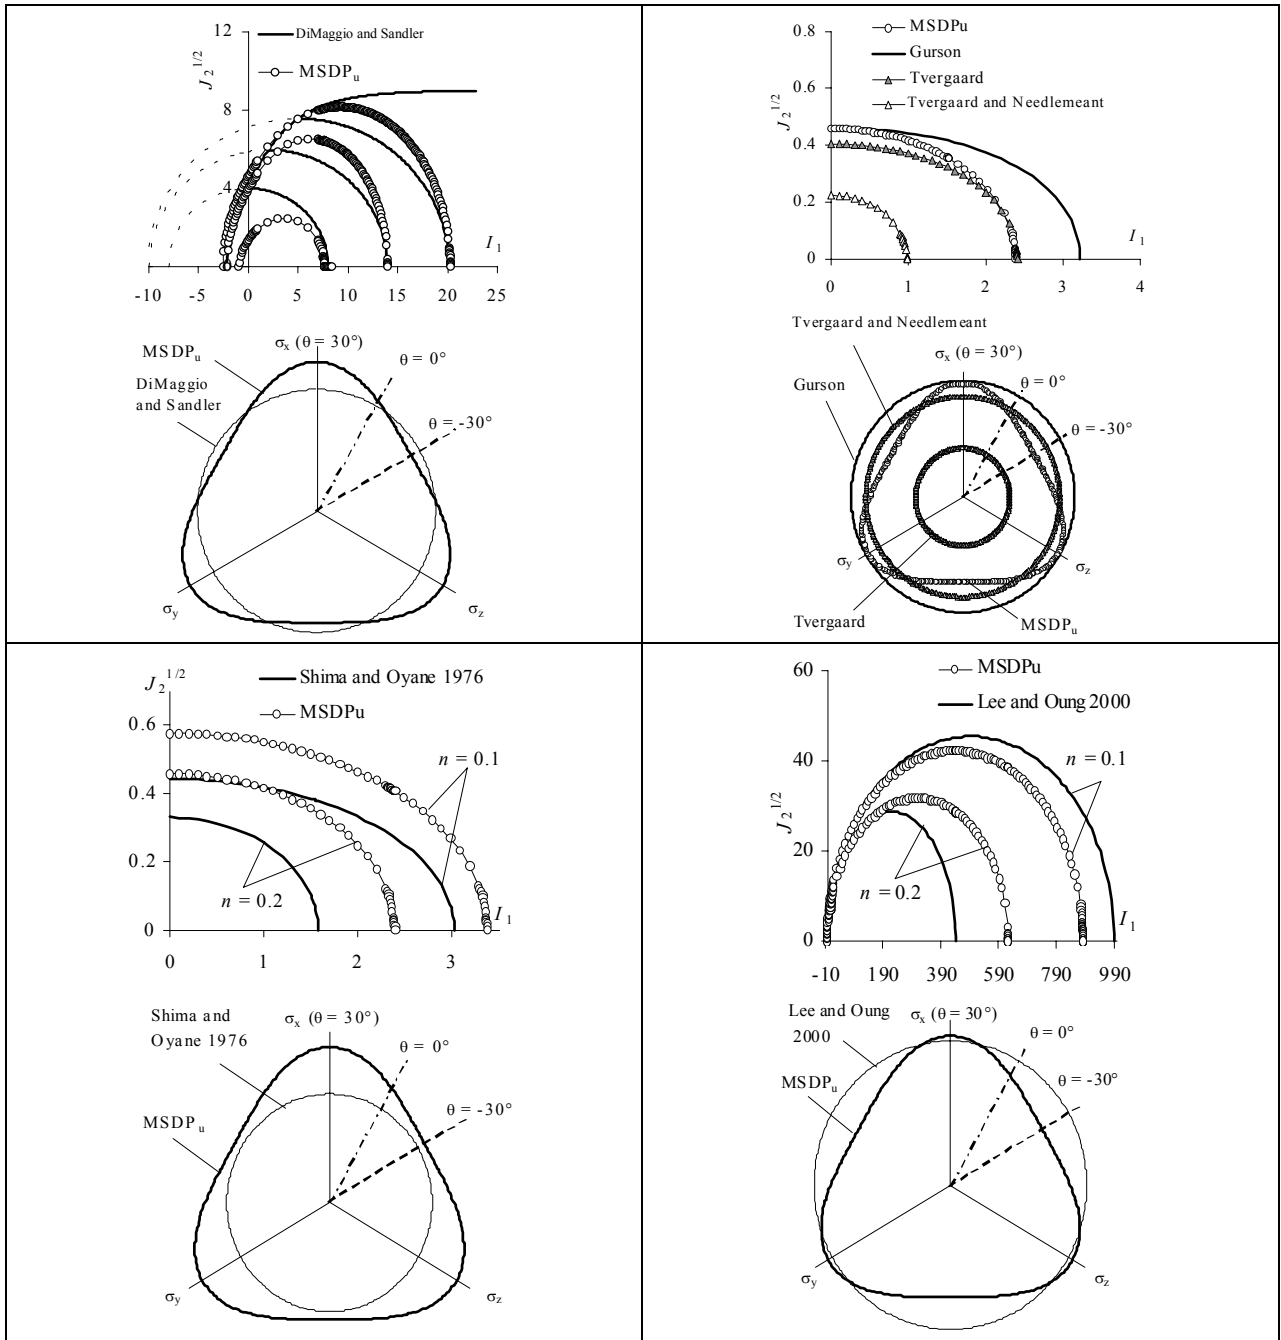 12
DiMaggio and Sandler
MSDPu
J2 1/2
8
4
I1
-10 -5 0 5 10 15 20 25
σx (θ = 30°)
MSDPu
θ = 0°
DiMaggio
and Sandler
θ = -30°
σy
σz
0.8
MSDPu
Gurson
Tvergaard
Tvergaard and Needlemeant
J2 1/2
0.6
0.4
0.2
0
I1
0 1 2 3 4
Tvergaard and Needlemeant
σx (θ = 30°)
Gurson
θ = 0°
θ = -30°
σy
σz
Tvergaard
MSDPu
J2 1/2
Shima and Oyane 1976
MSDPu
0.6
n = 0.1
0.4
0.2
n = 0.2
0
I1
0 1 2 3
Shima and
Oyane 1976
σx (θ = 30°)
θ = 0°
θ = -30°
MSDPu
σy
σz
60
MSDPu
Lee and Oung 2000
J2 1/2
40
n = 0.1
20
n = 0.2
0
I1
-10 190 390 590 790 990
Lee and Oung
2000
σx (θ = 30°)
θ = 0°
MSDPu
θ = -30°
σy
σz